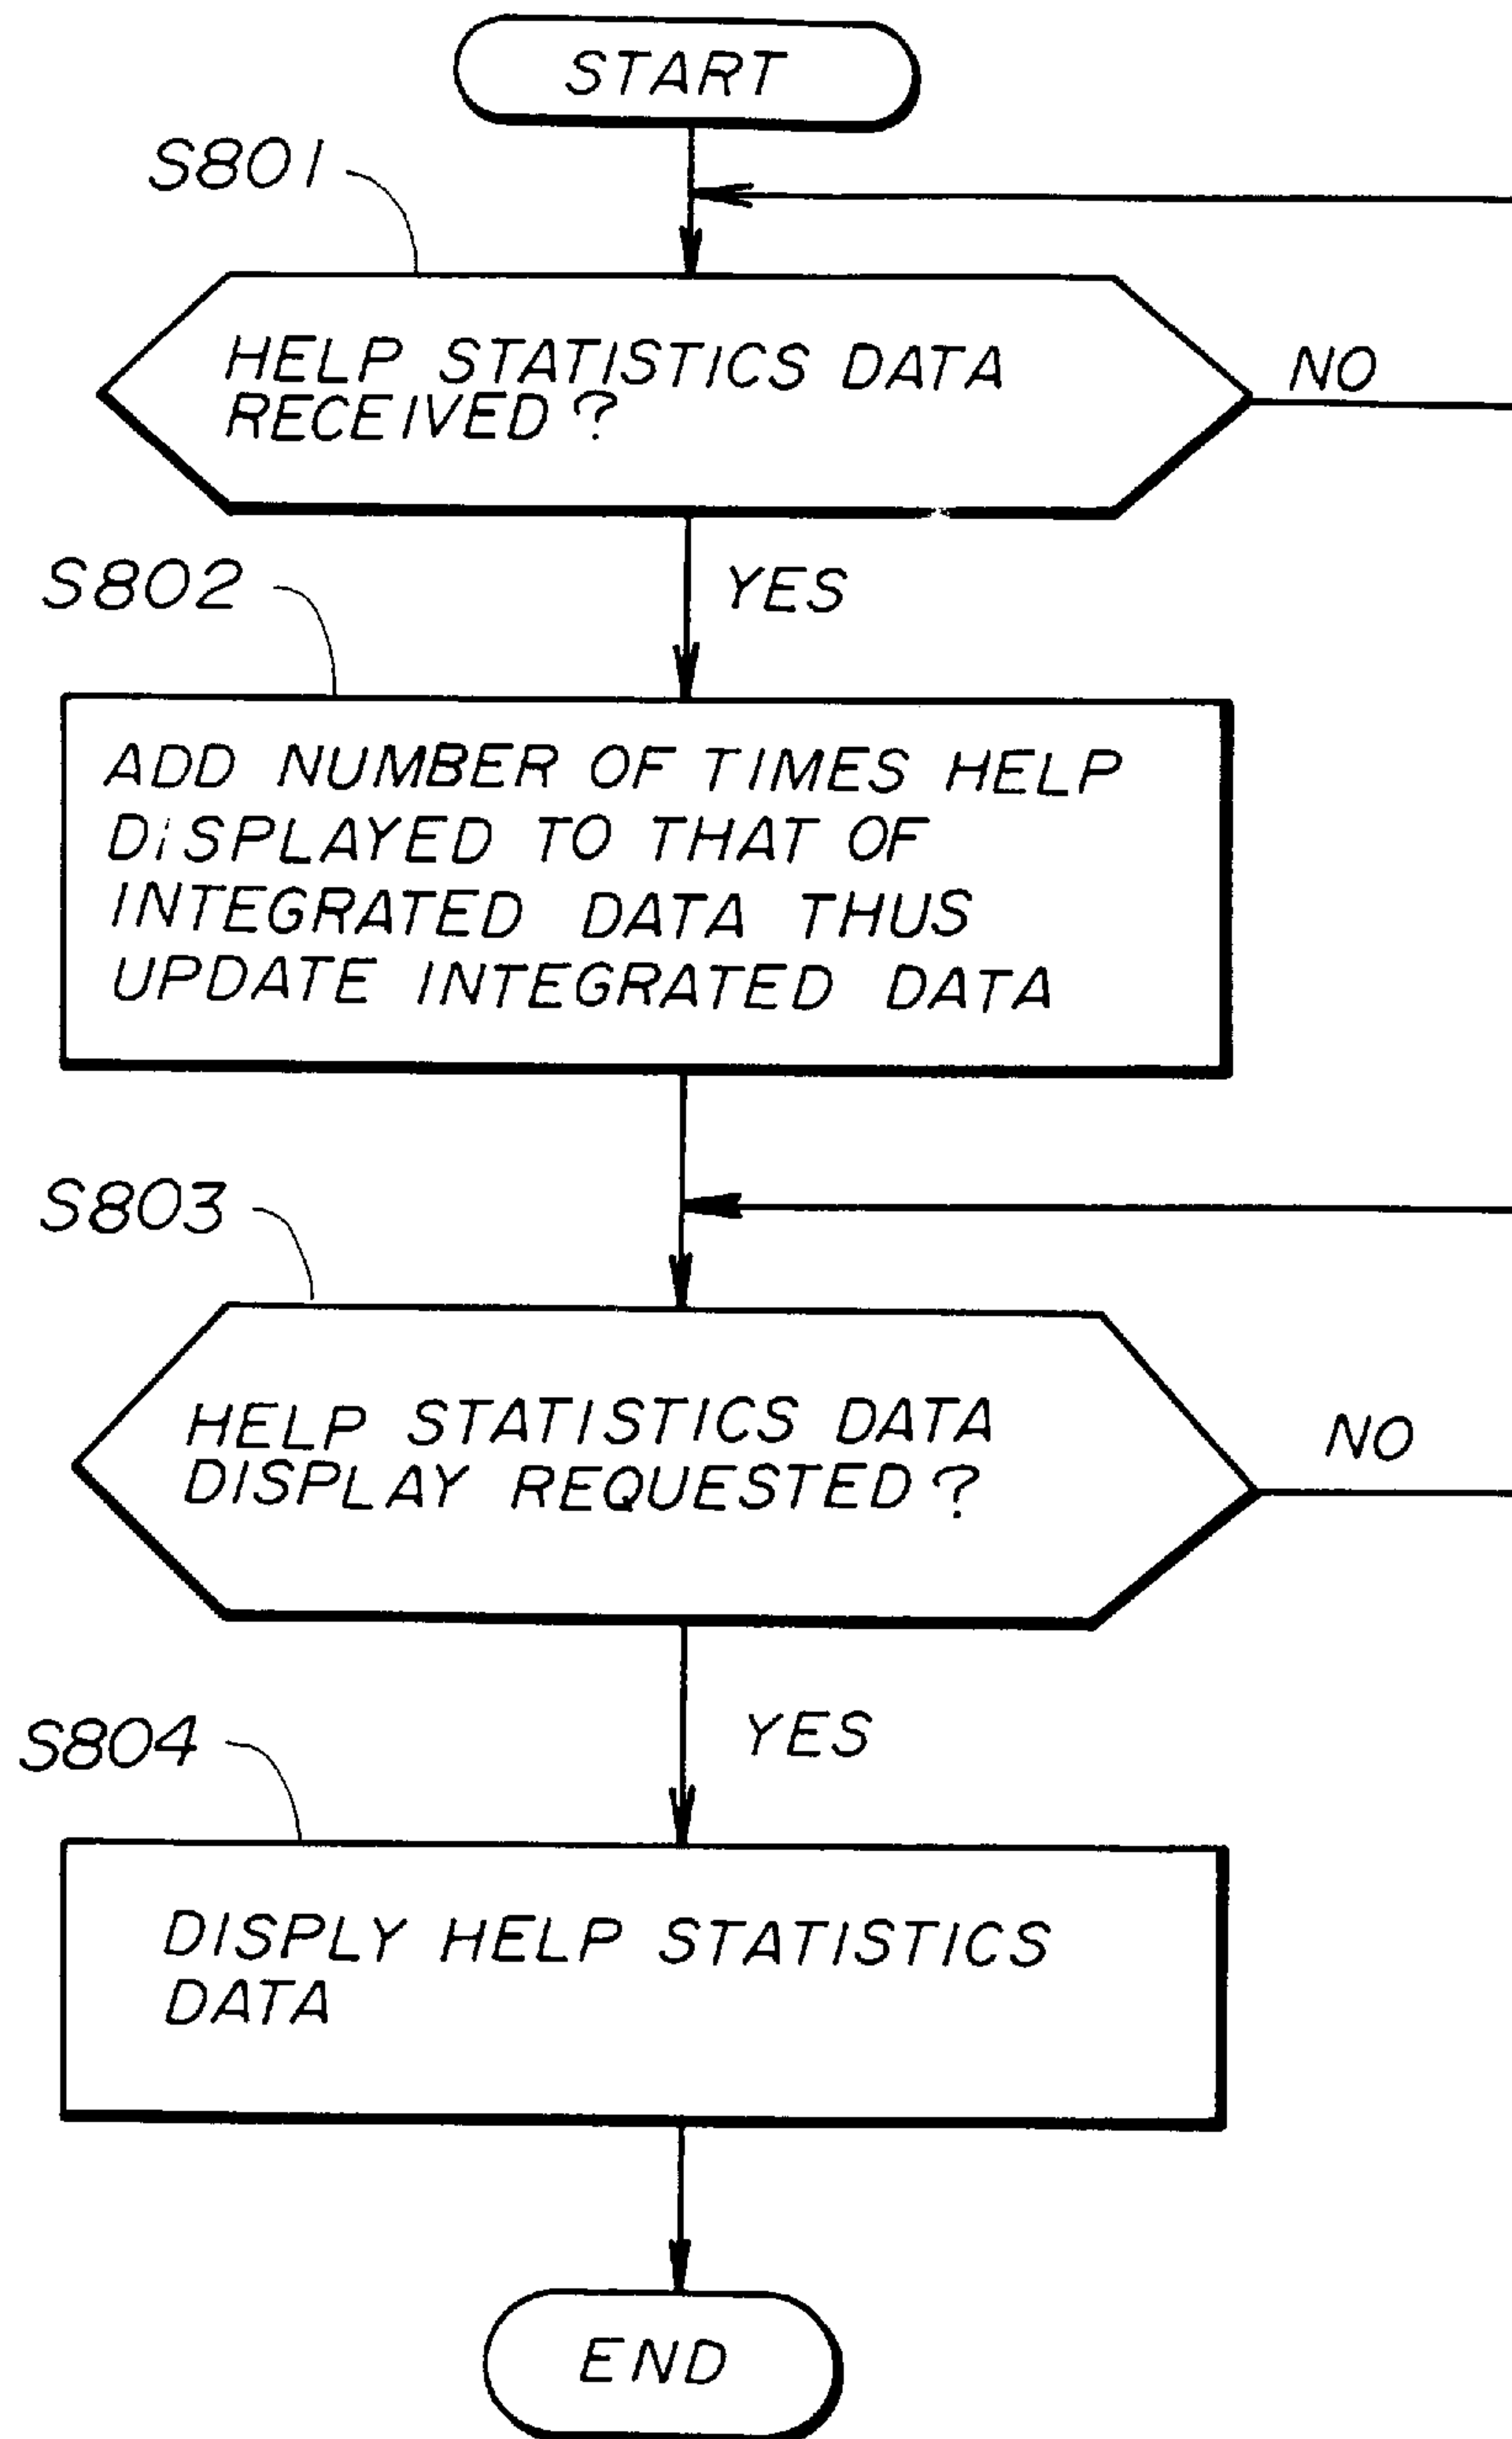 START
S801
HELP STATISTICS DATA
RECEIVED?
NO
YES
S802
ADD NUMBER OF TIMES HELP
DISPLAYED TO THAT OF
INTEGRATED DATA THUS
UPDATE INTEGRATED DATA
S803
HELP STATISTICS DATA
DISPLAY REQUESTED?
NO
YES
S804
DISPLY HELP STATISTICS
DATA
END